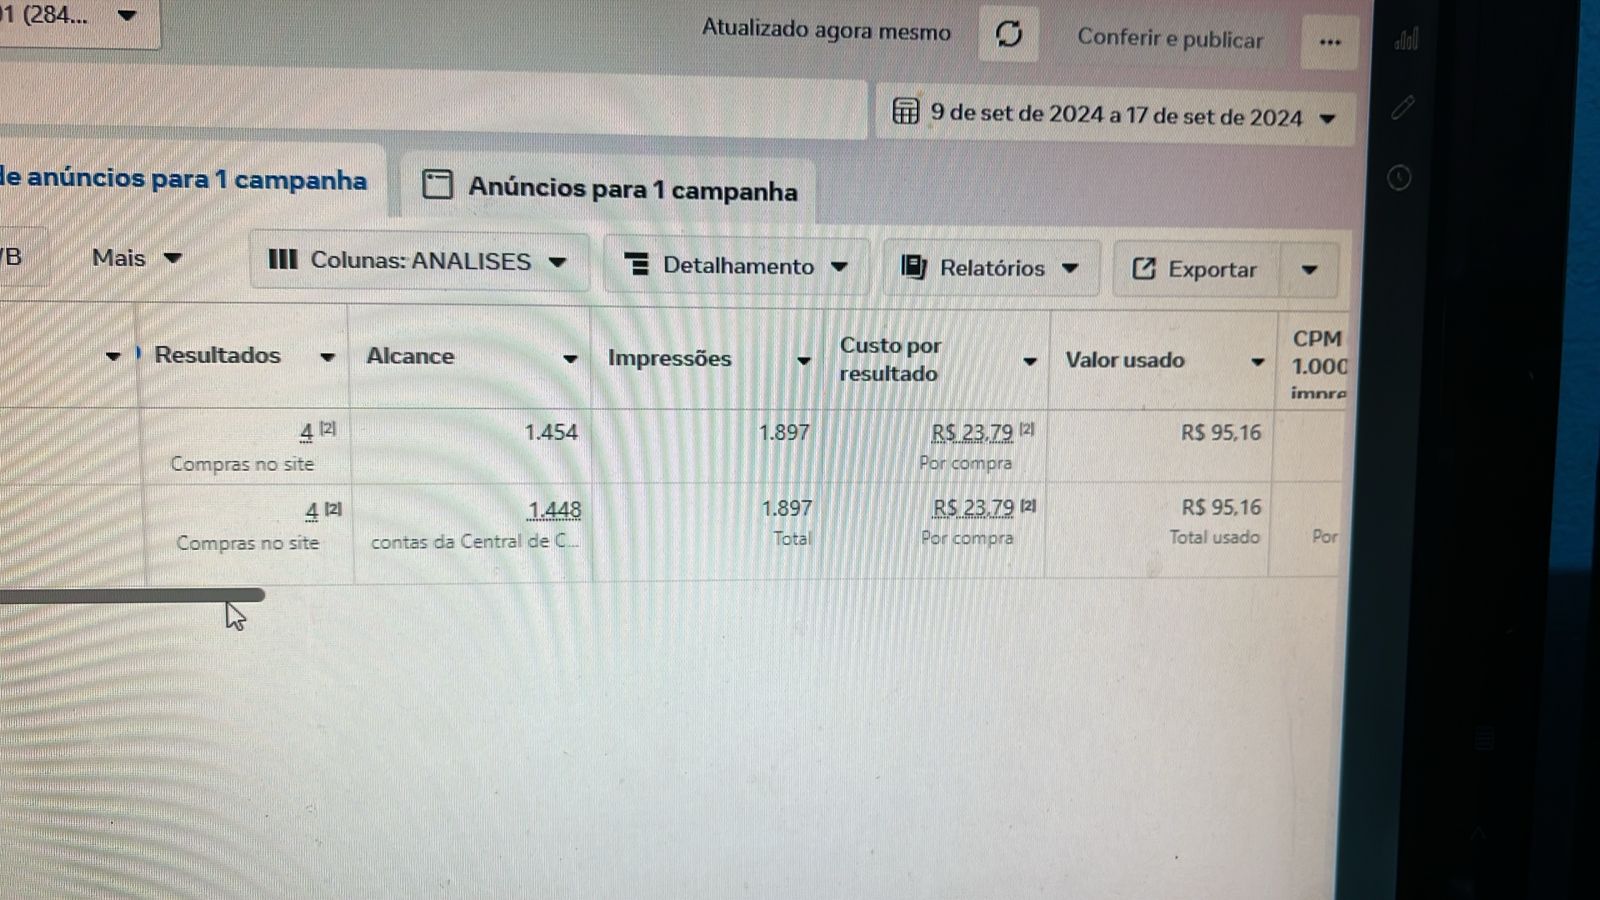 01 (284...
Atualizado agora mesmo
Conferir e publicar
9 de set de 2024 a 17 de set de 2024
de anúncios para 1 campanha
Anúncios para 1 campanha
/B
Mais
Colunas: ANALISES
Detalhamento
Relatórios
Exportar
Resultados
Alcance
Impressões
Custo por
resultado
Valor usado
CPM
1.000
4 [2]
1.454
1.897
R$ 23,79 [2]
R$ 95,16
Compras no site
Por compra
4 [2]
1.448
1.897
R$ 23,79 [2]
R$ 95,16
Compras no site
contas da Central de C...
Total
Por compra
Total usado
Por